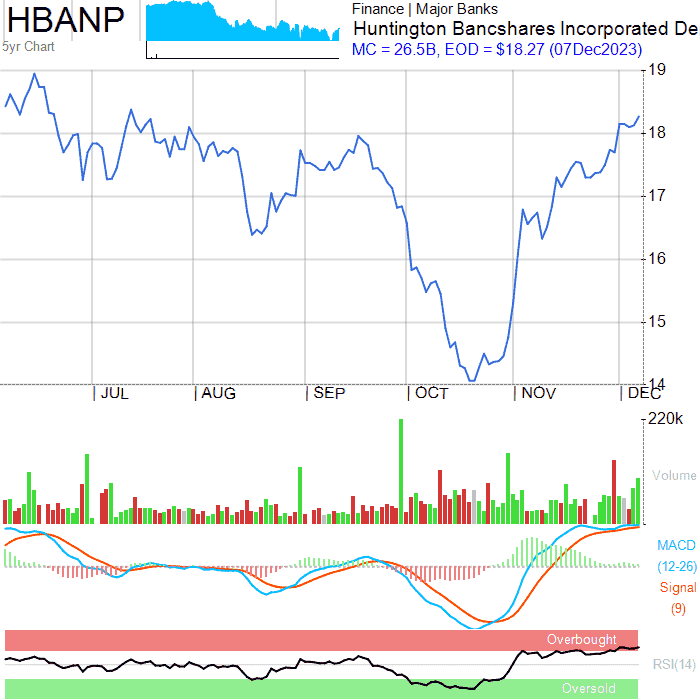 HBANP
5yr Chart
Finance | Major Banks
Huntington Bancshares Incorporated De
MC = 26.5B, EOD = $18.27 (07Dec2023)
19
18
17
16
15
14
JUL AUG SEP OCT NOV DEC
220k
Volume
MACD
(12-26)
Signal
(9)
Overbought
RSI(14)
Oversold